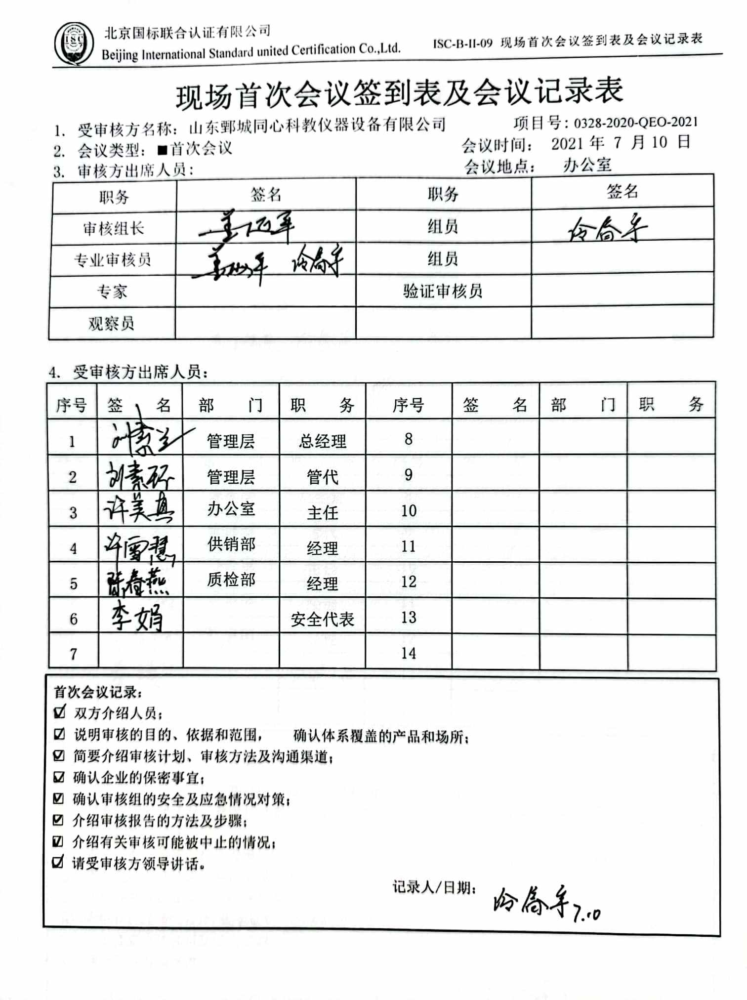 北京国标联合认证有限公司
Beijing International Standard united Certification Co.,Ltd.
ISC-B-II-09 现场首次会议签到表及会议记录表
ISC
现场首次会议签到表及会议记录表
1. 受审核方名称：山东鄄城同心科教仪器设备有限公司 项目号：0328-2020-QEO-2021
2. 会议类型：■首次会议 会议时间： 2021 年 7 月 10 日
3. 审核方出席人员： 会议地点： 办公室
职务 签名 职务 签名
审核组长 组员
专业审核员 组员
专家 验证审核员
观察员
4. 受审核方出席人员：
序号 签 名 部 门 职 务 序号 签 名 部 门 职 务
1 管理层 总经理 8
2 刘素环 管理层 管代 9
3 许美真 办公室 主任 10
4 许雪慧 供销部 经理 11
5 陈春燕 质检部 经理 12
6 李娟 安全代表 13
7 14
首次会议记录：
☑ 双方介绍人员；
☑ 说明审核的目的、依据和范围， 确认体系覆盖的产品和场所；
☑ 简要介绍审核计划、审核方法及沟通渠道；
☑ 确认企业的保密事宜；
☑ 确认审核组的安全及应急情况对策；
☑ 介绍审核报告的方法及步骤；
☑ 介绍有关审核可能被中止的情况；
☑ 请受审核方领导讲话。
记录人/日期： 7.10